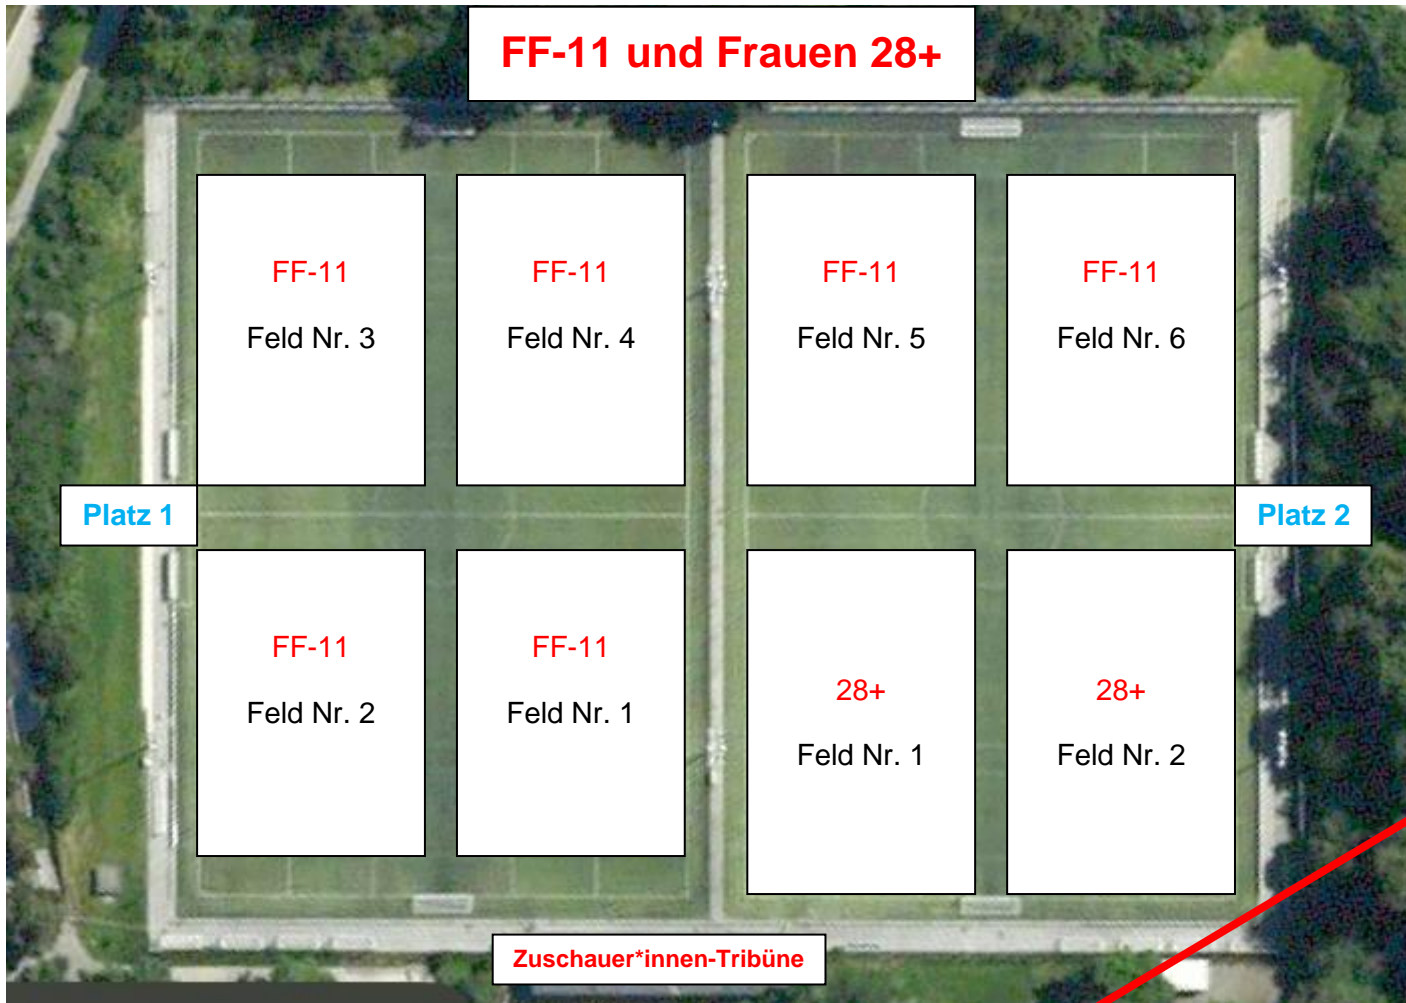 FF-11 und Frauen 28+
FF-11
Feld Nr. 3
FF-11
Feld Nr. 4
FF-11
Feld Nr. 5
FF-11
Feld Nr. 6
Platz 1
Platz 2
FF-11
Feld Nr. 2
FF-11
Feld Nr. 1
28+
Feld Nr. 1
28+
Feld Nr. 2
Zuschauer*innen-Tribüne